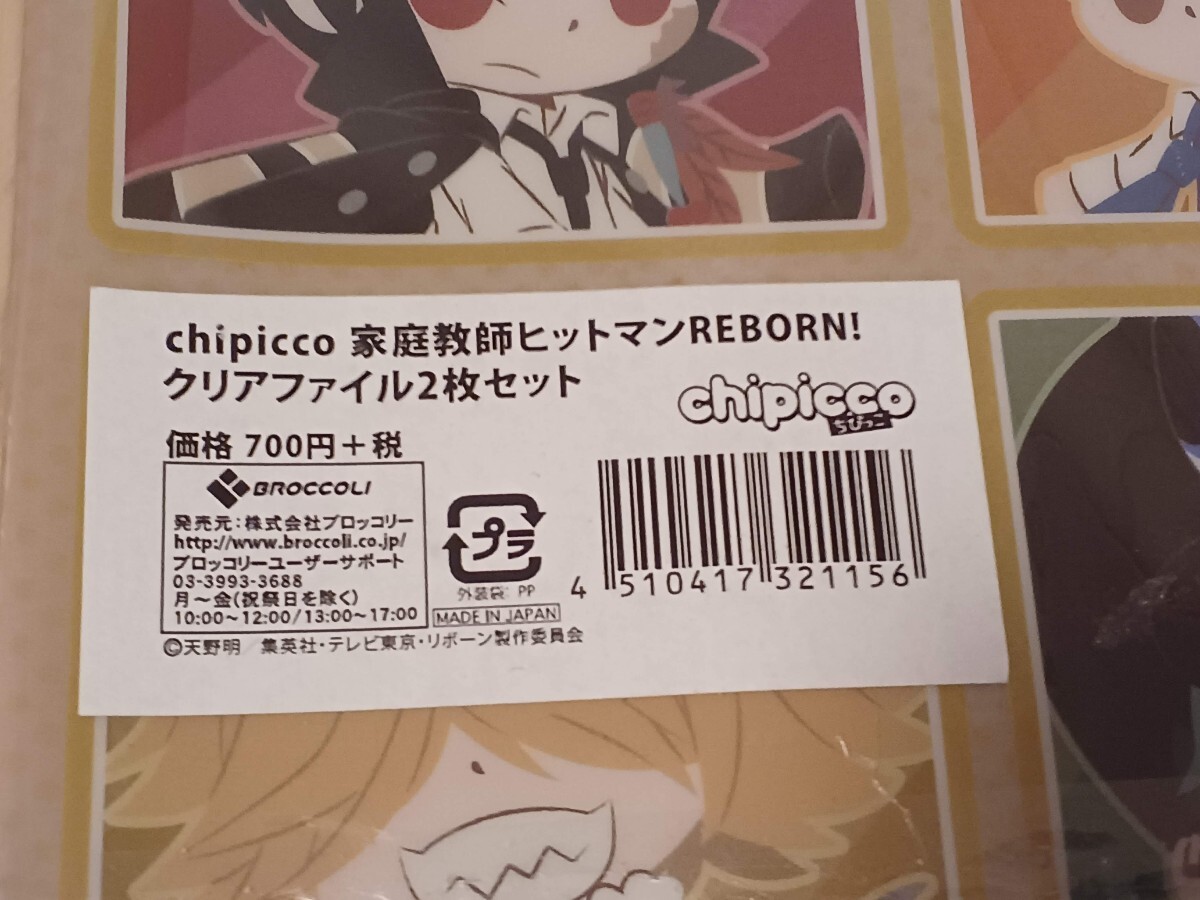 chipicco 家庭教師ヒットマンREBORN!
クリアファイル2枚セット
chipicco
ちびっこ
価格 700円+税
BROCCOLI
発売元:株式会社ブロッコリー
http://www.broccoli.co.jp/
ブロッコリーユーザーサポート
03-3993-3688
月~金(祝祭日を除く)
10:00~12:00/13:00~17:00
プラ
外装袋: PP
MADE IN JAPAN
4 510417 321156
©天野明/集英社・テレビ東京・リボーン製作委員会